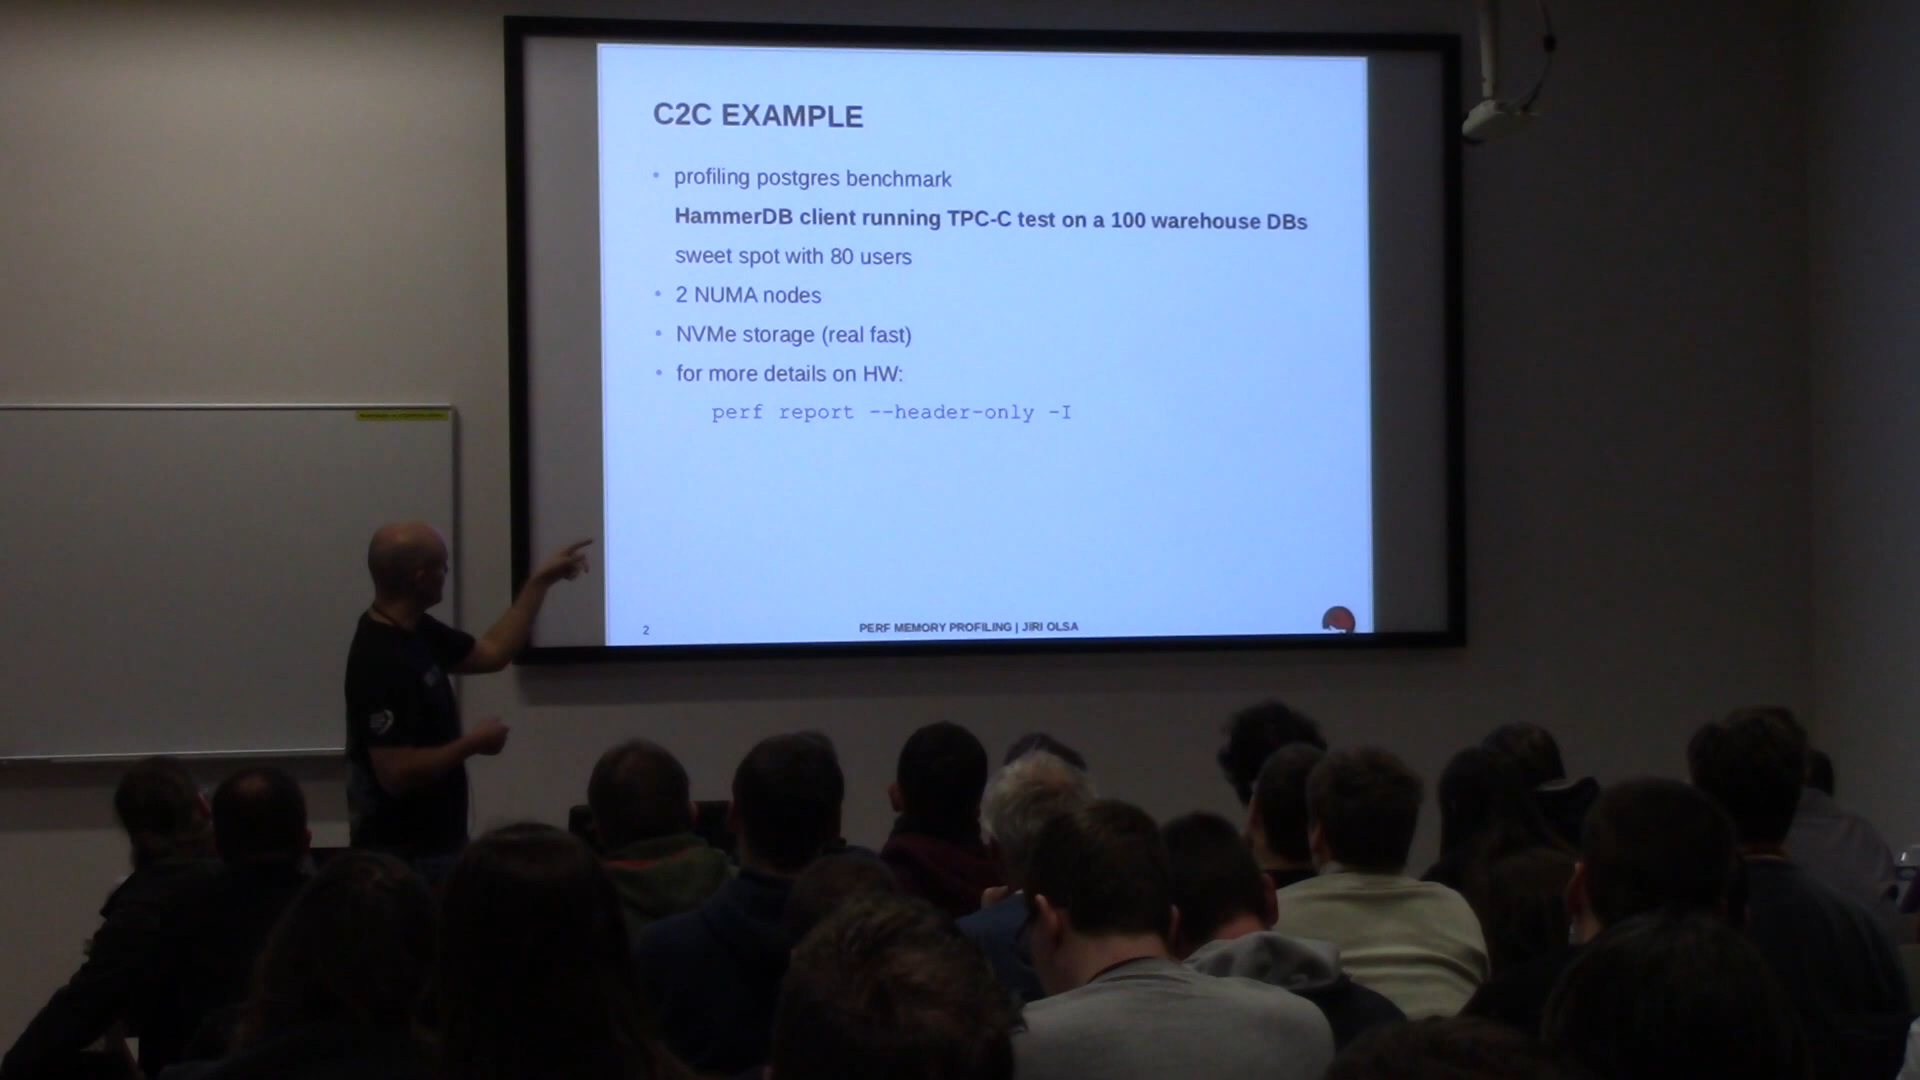 C2C EXAMPLE
• profiling postgres benchmark
HammerDB client running TPC-C test on a 100 warehouse DBs
sweet spot with 80 users
• 2 NUMA nodes
• NVMe storage (real fast)
• for more details on HW:
perf report --header-only -I
2
PERF MEMORY PROFILING | JIRI OLSA